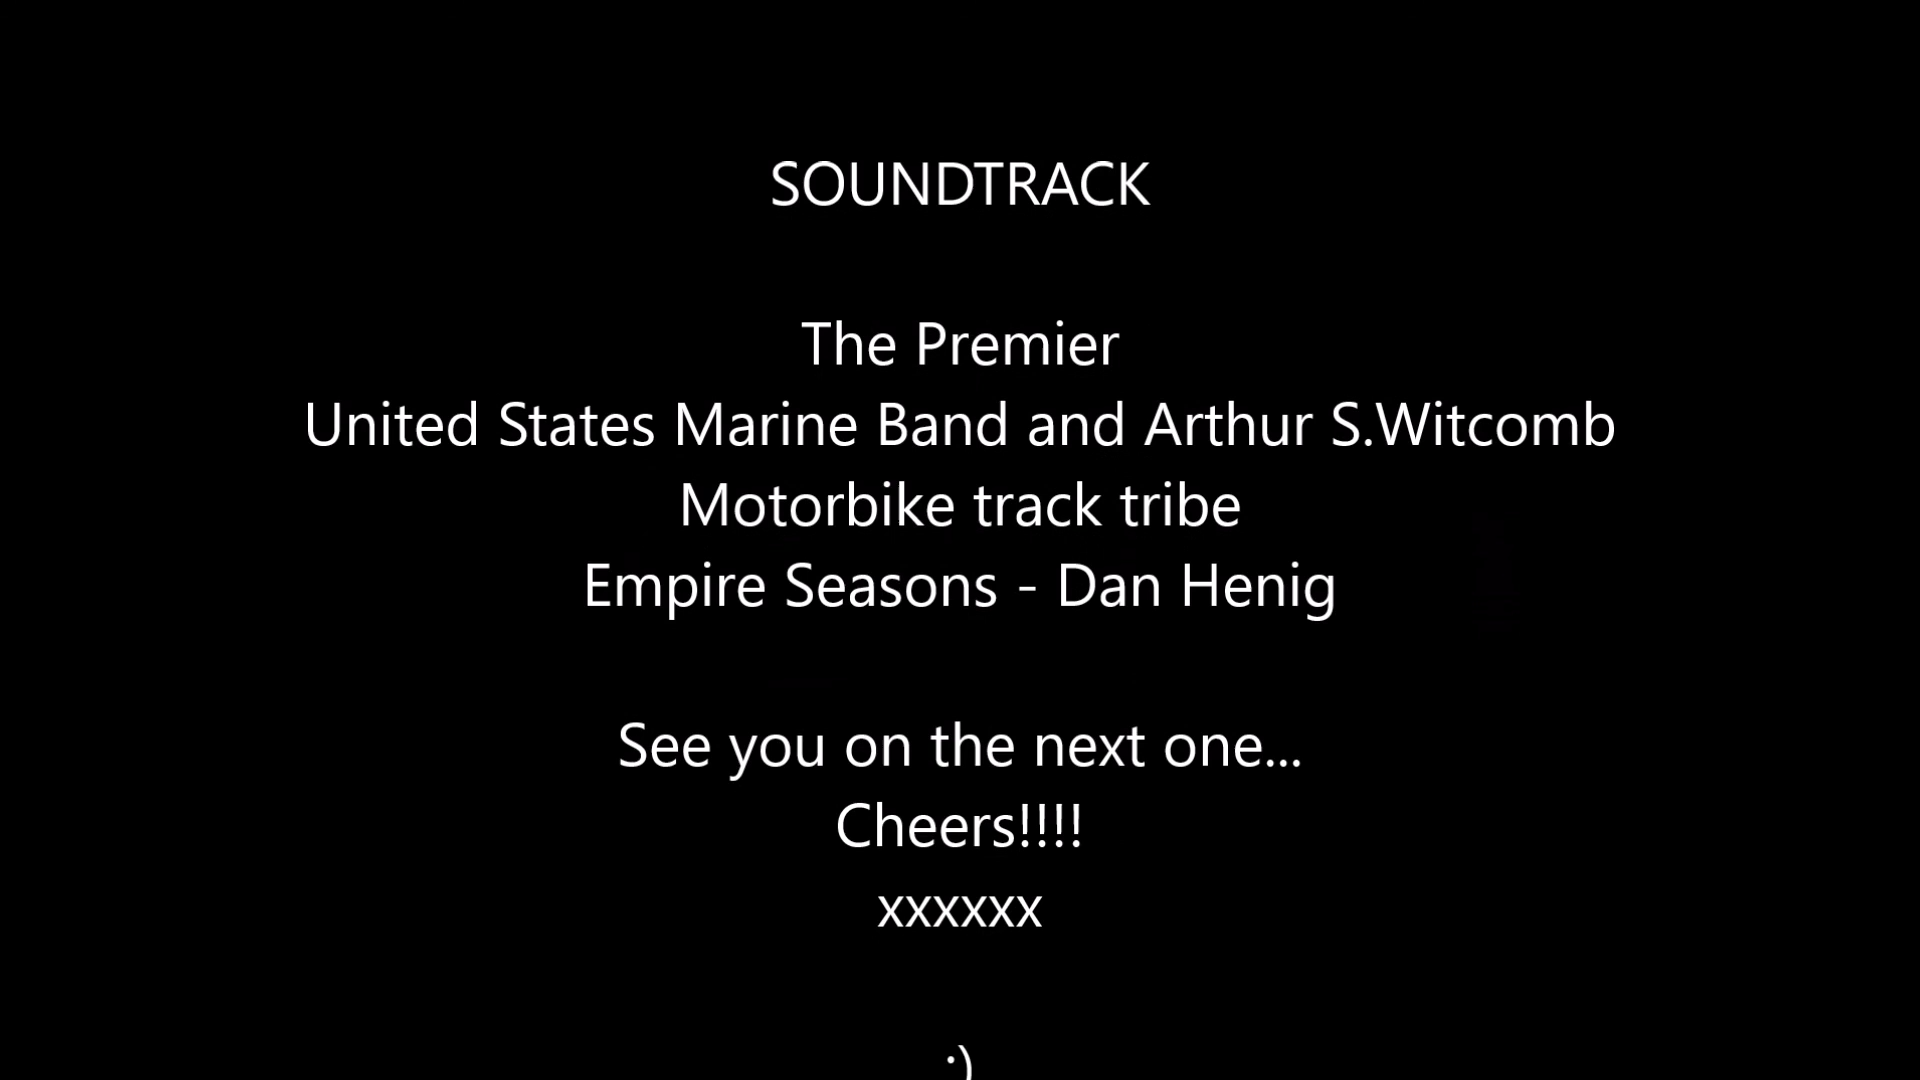 SOUNDTRACK
The Premier
United States Marine Band and Arthur S.Witcomb
Motorbike track tribe
Empire Seasons - Dan Henig
See you on the next one...
Cheers!!!!
xxxxxx
:)